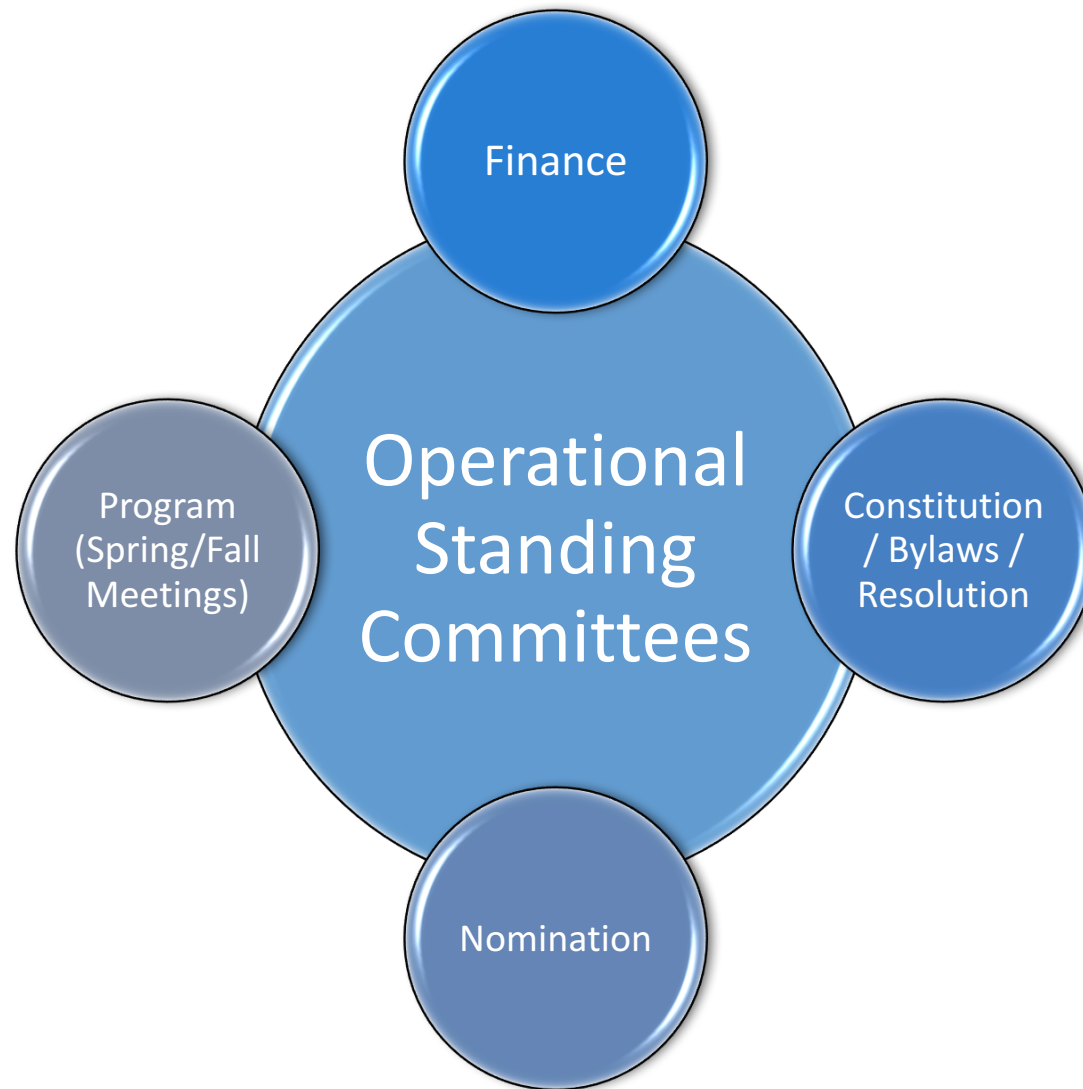 Finance
Operational
Standing
Committees
Program
(Spring/Fall
Meetings)
Constitution
/ Bylaws /
Resolution
Nomination